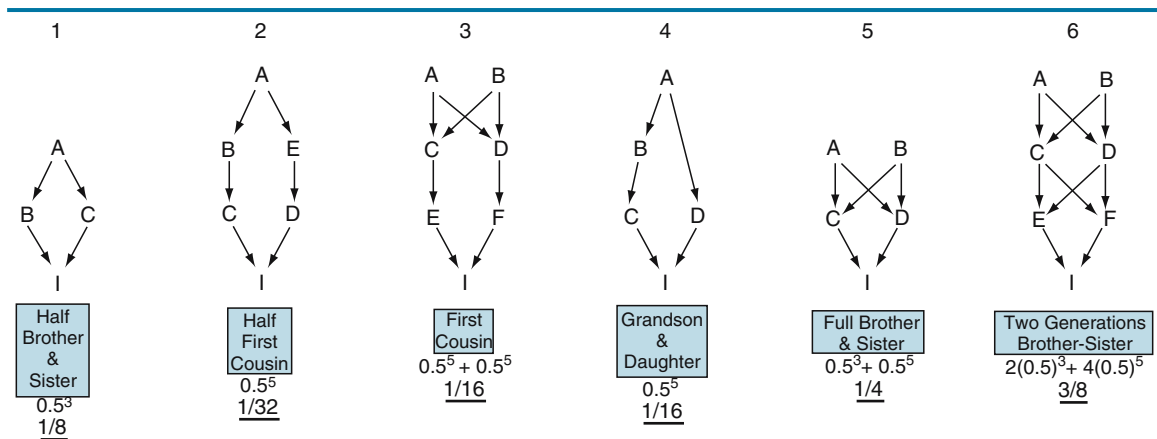 1 2 3 4 5 6
A
B C
I
Half
Brother
&
Sister
0.5³
1/8
A
B E
C D
I
Half
First
Cousin
0.5⁵
1/32
A B
C D
E F
I
First
Cousin
0.5⁵ + 0.5⁵
1/16
A
B
C D
I
Grandson
&
Daughter
0.5⁵
1/16
A B
C D
I
Full Brother
& Sister
0.5³+ 0.5⁵
1/4
A B
C D
E F
I
Two Generations
Brother-Sister
2(0.5)³+ 4(0.5)⁵
3/8